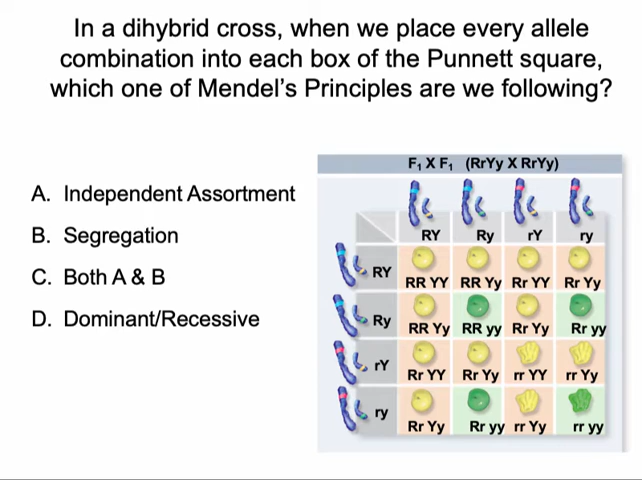 In a dihybrid cross, when we place every allele
combination into each box of the Punnett square,
which one of Mendel's Principles are we following?
A. Independent Assortment
B. Segregation
C. Both A & B
D. Dominant/Recessive
F₁ X F₁ (RrYy X RrYy)
RY Ry rY ry
RY
RR YY RR Yy Rr YY Rr Yy
Ry
RR Yy RR yy Rr Yy Rr yy
rY
Rr YY Rr Yy rr YY rr Yy
ry
Rr Yy Rr yy rr Yy rr yy